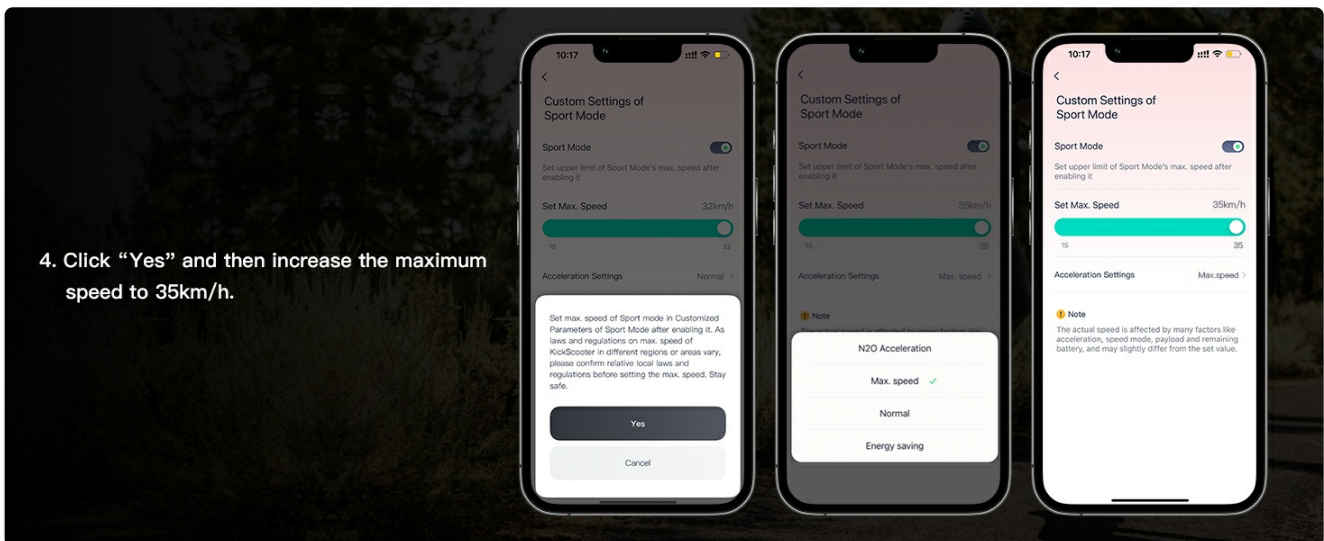 4. Click “Yes” and then increase the maximum
speed to 35km/h.
10:17
Custom Settings of
Sport Mode
Sport Mode
Set upper limit of Sport Mode's max. speed after
enabling it
Set Max. Speed 32km/h
15 32
Acceleration Settings Normal >
Set max. speed of Sport mode in Customized
Parameters of Sport Mode after enabling it. As
laws and regulations on max. speed of
KickScooter in different regions or areas vary,
please confirm relative local laws and
regulations before setting the max. speed. Stay
safe.
Yes
Cancel
Custom Settings of
Sport Mode
Sport Mode
Set upper limit of Sport Mode's max. speed after
enabling it
Set Max. Speed 35km/h
15 35
Acceleration Settings Max. speed >
Note
The actual speed is affected by many factors like
N2O Acceleration
Max. speed
Normal
Energy saving
10:17
Custom Settings of
Sport Mode
Sport Mode
Set upper limit of Sport Mode's max. speed after
enabling it
Set Max. Speed 35km/h
15 35
Acceleration Settings Max.speed >
Note
The actual speed is affected by many factors like
acceleration, speed mode, payload and remaining
battery, and may slightly differ from the set value.